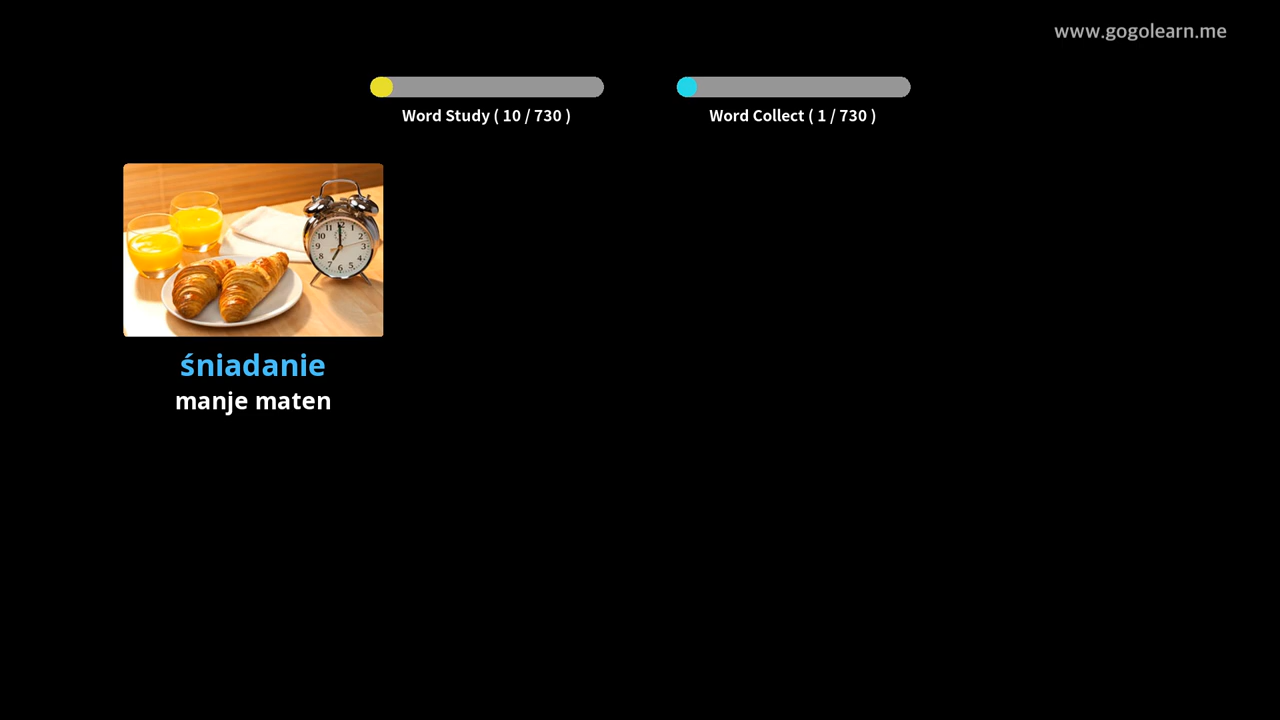 www.gogolearn.me
Word Study ( 10 / 730 )
Word Collect ( 1 / 730 )
śniadanie
manje maten